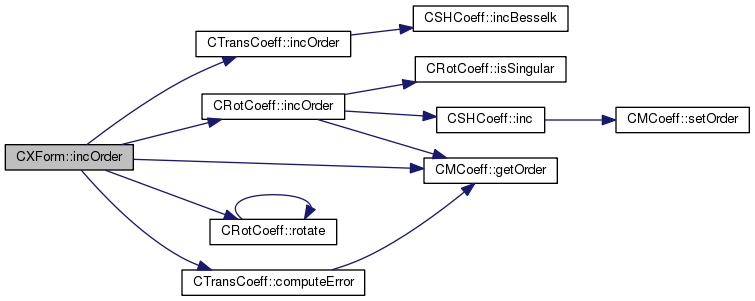 CSHCoeff::incBesselk
CTransCoeff::incOrder
CRotCoeff::isSingular
CRotCoeff::incOrder
CSHCoeff::inc
CMCoeff::setOrder
CXForm::incOrder
CMCoeff::getOrder
CRotCoeff::rotate
CTransCoeff::computeError